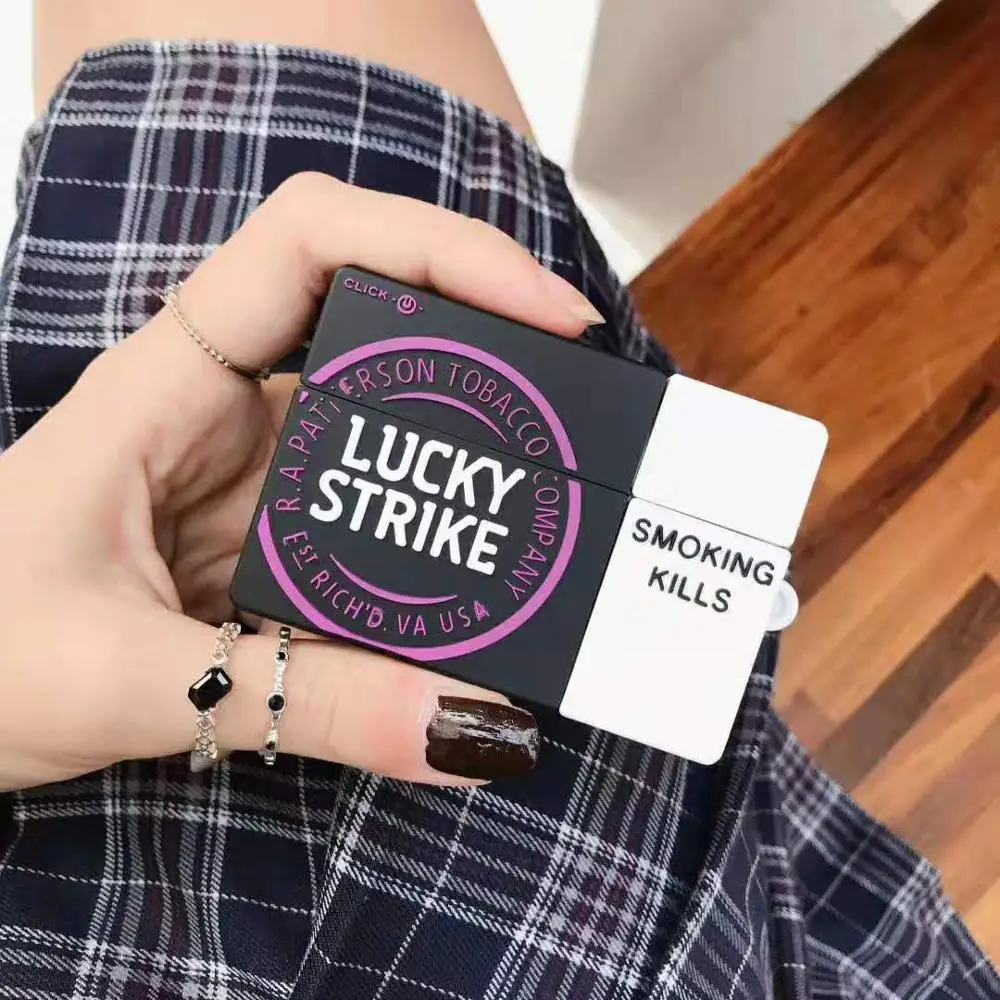 CLICK
R.A.PATTERSON TOBACCO COMPANY
LUCKY
STRIKE
EST RICH'D. VA USA
SMOKING
KILLS